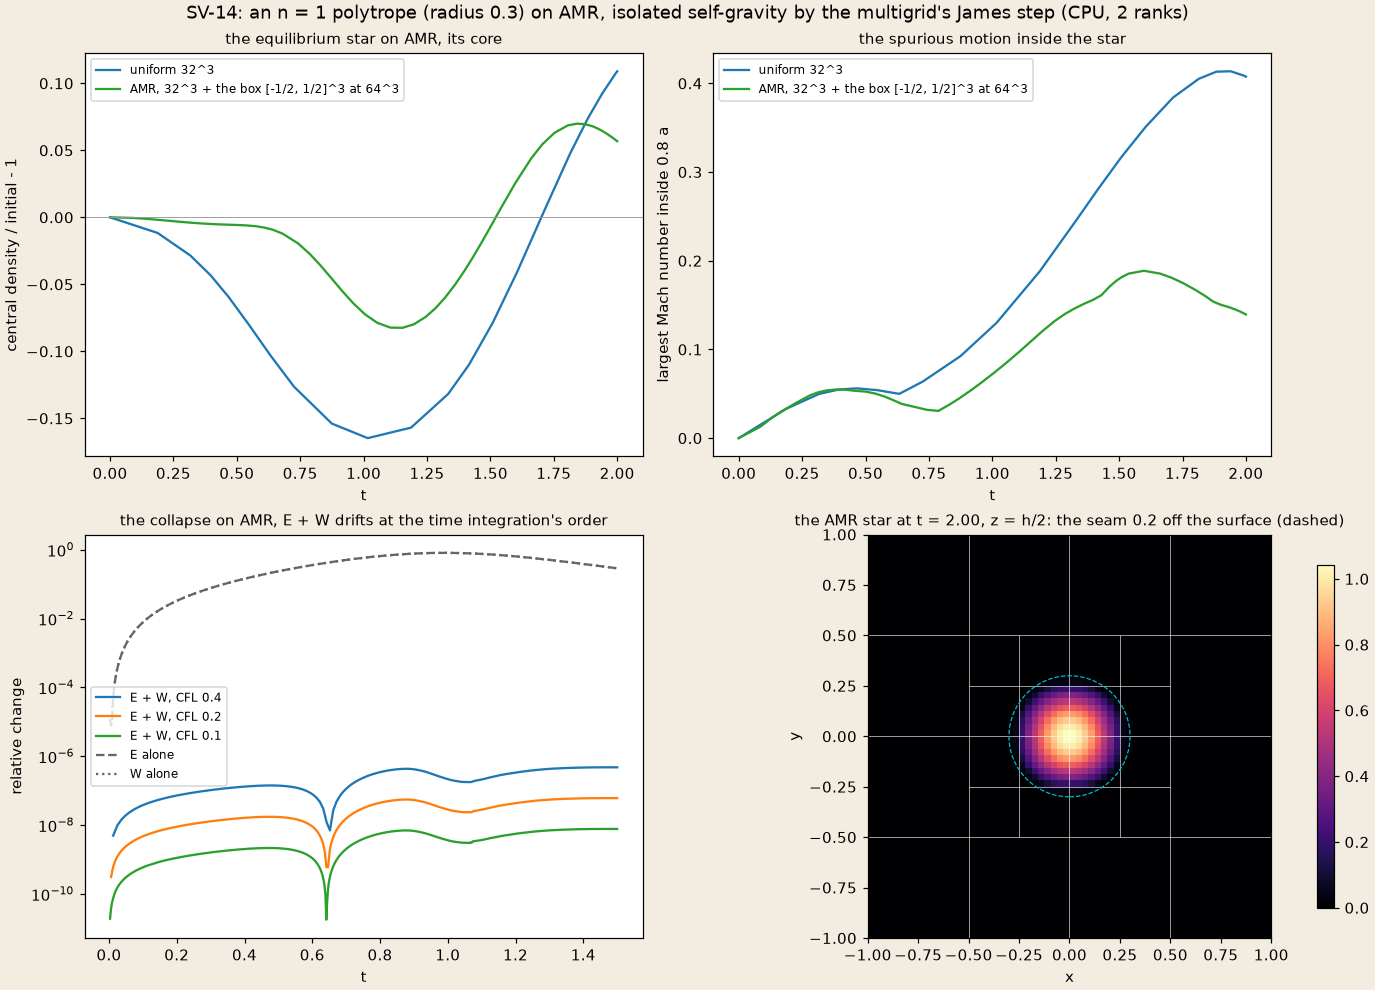 SV-14: an n = 1 polytrope (radius 0.3) on AMR, isolated self-gravity by the multigrid's James step (CPU, 2 ranks)
the equilibrium star on AMR, its core
uniform 32^3
AMR, 32^3 + the box [-1/2, 1/2]^3 at 64^3
central density / initial - 1
0.10
0.05
0.00
−0.05
−0.10
−0.15
0.00 0.25 0.50 0.75 1.00 1.25 1.50 1.75 2.00
t
the spurious motion inside the star
uniform 32^3
AMR, 32^3 + the box [-1/2, 1/2]^3 at 64^3
largest Mach number inside 0.8 a
0.4
0.3
0.2
0.1
0.0
0.00 0.25 0.50 0.75 1.00 1.25 1.50 1.75 2.00
t
the collapse on AMR, E + W drifts at the time integration's order
relative change
10^0
10^−2
10^−4
10^−6
10^−8
10^−10
E + W, CFL 0.4
E + W, CFL 0.2
E + W, CFL 0.1
E alone
W alone
0.0 0.2 0.4 0.6 0.8 1.0 1.2 1.4
t
the AMR star at t = 2.00, z = h/2: the seam 0.2 off the surface (dashed)
y
1.00
0.75
0.50
0.25
0.00
−0.25
−0.50
−0.75
−1.00
−1.00 −0.75 −0.50 −0.25 0.00 0.25 0.50 0.75 1.00
x
1.0
0.8
0.6
0.4
0.2
0.0